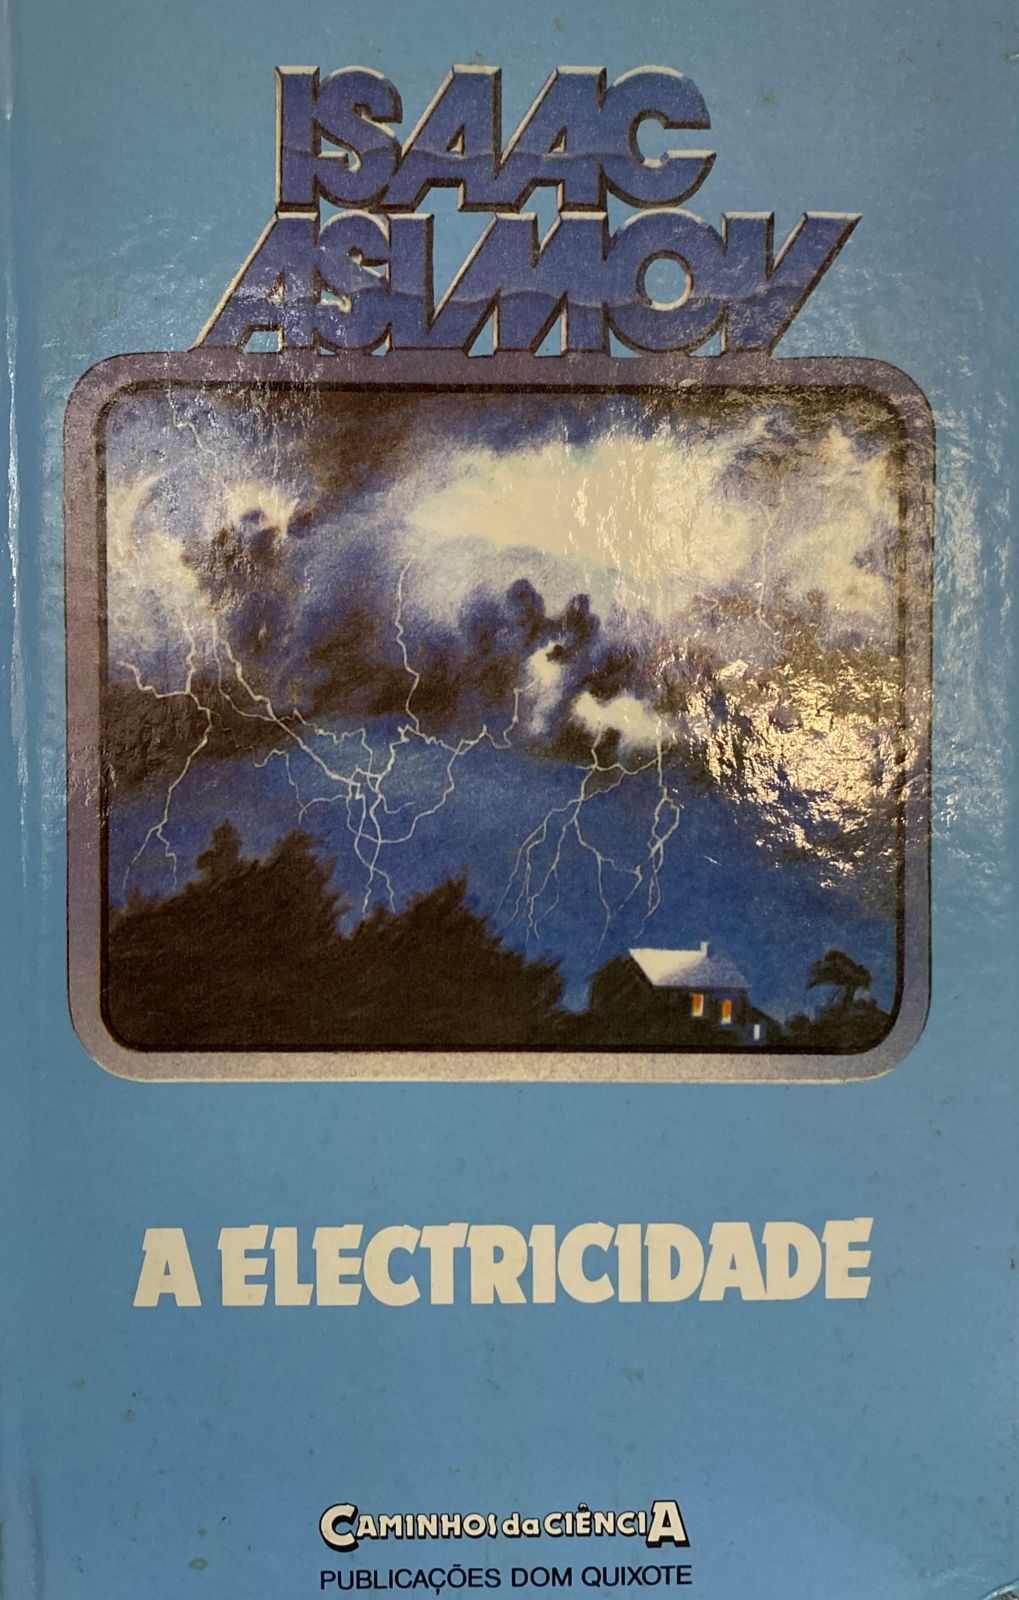 ISAAC
ASIMOV
A ELECTRICIDADE
CAMINHOS da CIÊNCIA
PUBLICAÇÕES DOM QUIXOTE